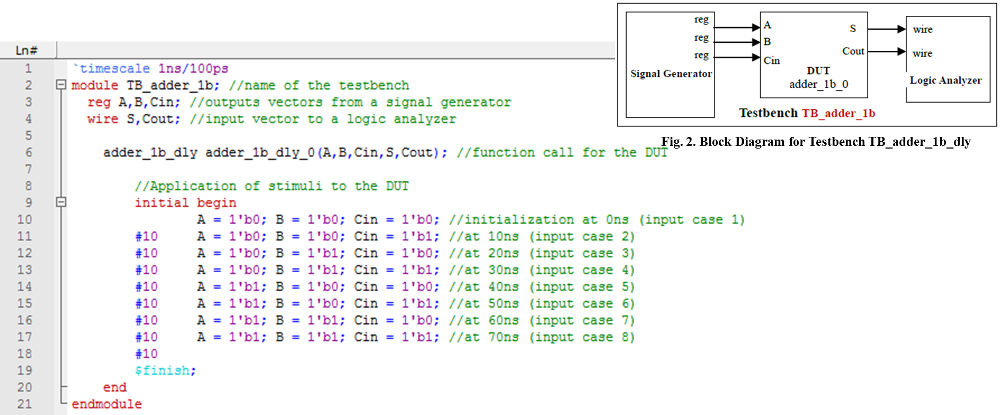 Ln#
1 `timescale 1ns/100ps
2 module TB_adder_1b; //name of the testbench
3 reg A,B,Cin; //outputs vectors from a signal generator
4 wire S,Cout; //input vector to a logic analyzer
5
6 adder_1b_dly adder_1b_dly_0(A,B,Cin,S,Cout); //function call for the DUT
7
8 //Application of stimuli to the DUT
9 initial begin
10 A = 1'b0; B = 1'b0; Cin = 1'b0; //initialization at 0ns (input case 1)
11 #10 A = 1'b0; B = 1'b0; Cin = 1'b1; //at 10ns (input case 2)
12 #10 A = 1'b0; B = 1'b1; Cin = 1'b0; //at 20ns (input case 3)
13 #10 A = 1'b0; B = 1'b1; Cin = 1'b1; //at 30ns (input case 4)
14 #10 A = 1'b1; B = 1'b0; Cin = 1'b0; //at 40ns (input case 5)
15 #10 A = 1'b1; B = 1'b0; Cin = 1'b1; //at 50ns (input case 6)
16 #10 A = 1'b1; B = 1'b1; Cin = 1'b0; //at 60ns (input case 7)
17 #10 A = 1'b1; B = 1'b1; Cin = 1'b1; //at 70ns (input case 8)
18 #10
19 $finish;
20 end
21 endmodule
reg
reg
reg
Signal Generator
A
B
Cin
S
Cout
DUT
adder_1b_0
wire
wire
Logic Analyzer
Testbench TB_adder_1b
Fig. 2. Block Diagram for Testbench TB_adder_1b_dly